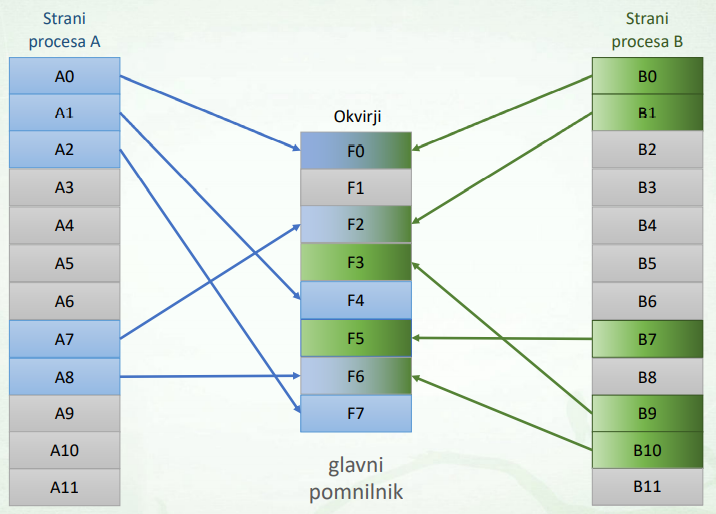 Strani
procesa A
A0
A1
A2
A3
A4
A5
A6
A7
A8
A9
A10
A11
Okvirji
F0
F1
F2
F3
F4
F5
F6
F7
glavni
pomnilnik
Strani
procesa B
B0
B1
B2
B3
B4
B5
B6
B7
B8
B9
B10
B11